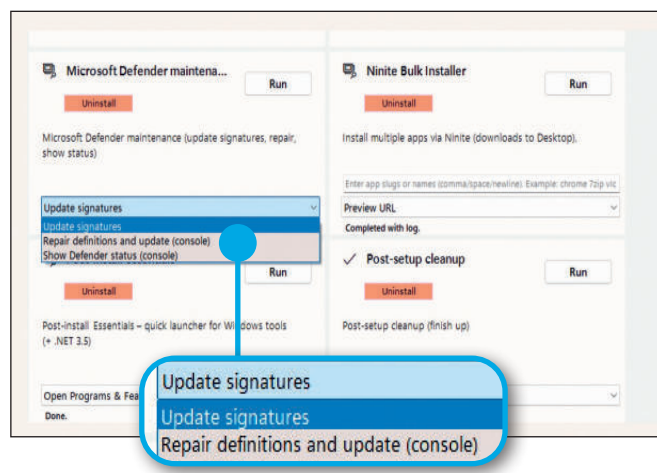 Microsoft Defender maintena...
Run
Uninstall
Microsoft Defender maintenance (update signatures, repair,
show status)
Update signatures
Update signatures
Repair definitions and update (console)
Show Defender status (console)
Ninite Bulk Installer
Run
Uninstall
Install multiple apps via Ninite (downloads to Desktop).
Enter app slugs or names (comma/space/newline). Example: chrome 7zip vlc
Preview URL
Completed with log.
Run
Uninstall
Post-install Essentials – quick launcher for Windows tools
(+ .NET 3.5)
Open Programs & Fea
Done.
Post-setup cleanup
Run
Uninstall
Post-setup cleanup (finish up)
Update signatures
Update signatures
Repair definitions and update (console)